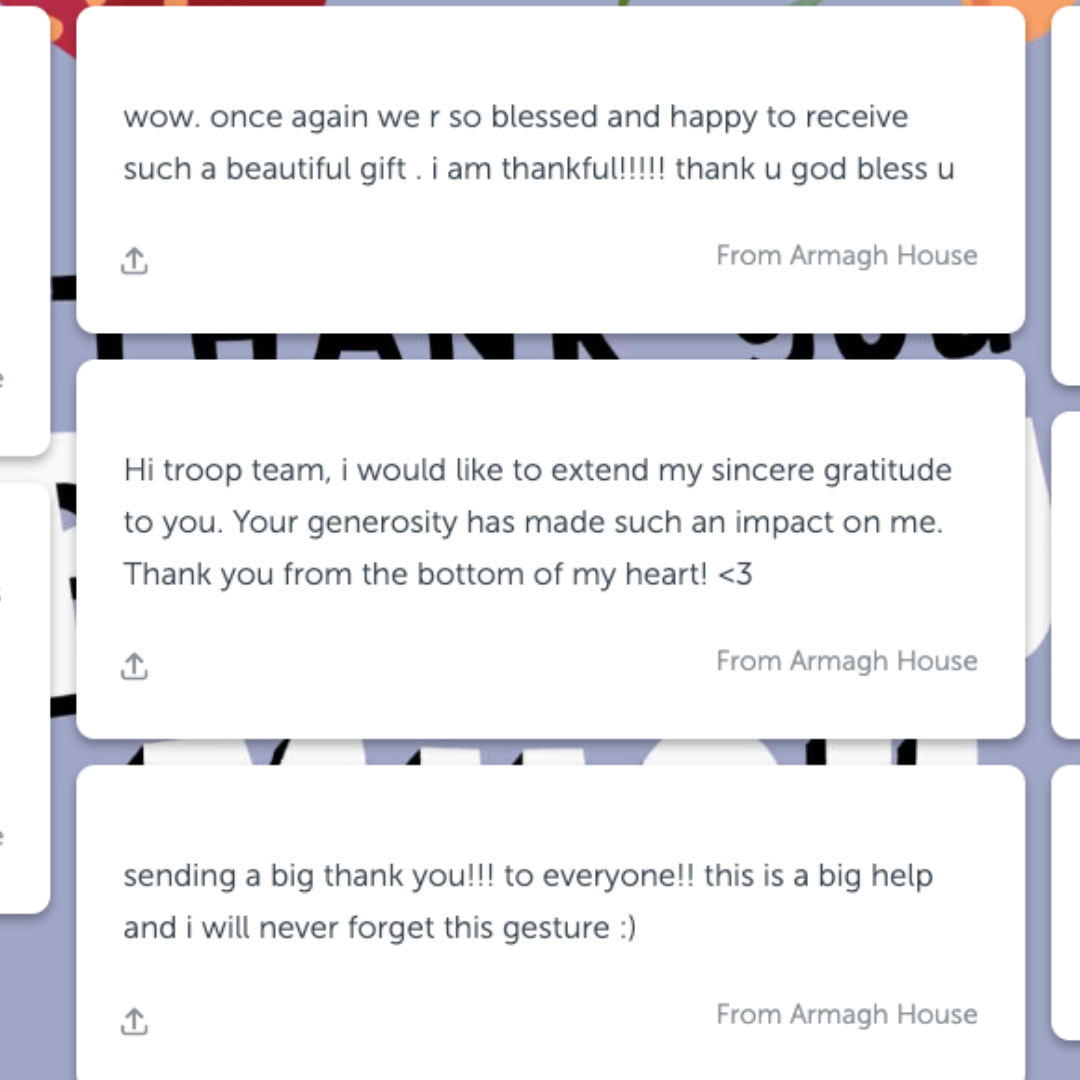 wow. once again we r so blessed and happy to receive
such a beautiful gift . i am thankful!!!!! thank u god bless u
From Armagh House
THANK you
Hi troop team, i would like to extend my sincere gratitude
to you. Your generosity has made such an impact on me.
Thank you from the bottom of my heart! <3
From Armagh House
sending a big thank you!!! to everyone!! this is a big help
and i will never forget this gesture :)
From Armagh House